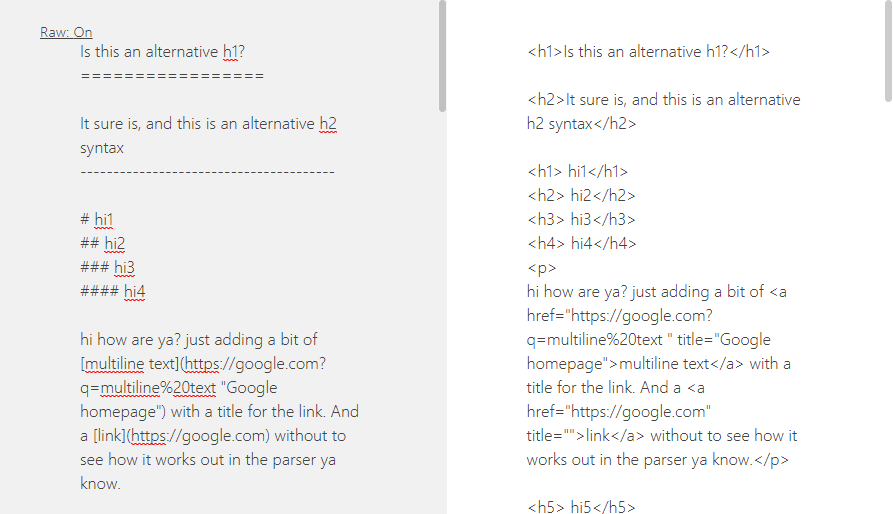 Raw: On
Is this an alternative h1?
=================
It sure is, and this is an alternative h2
syntax
---------------------------------------
# hi1
## hi2
### hi3
#### hi4
hi how are ya? just adding a bit of
[multiline text](https://google.com?
q=multiline%20text "Google
homepage") with a title for the link. And
a [link](https://google.com) without to
see how it works out in the parser ya
know.
<h1>Is this an alternative h1?</h1>
<h2>It sure is, and this is an alternative
h2 syntax</h2>
<h1> hi1</h1>
<h2> hi2</h2>
<h3> hi3</h3>
<h4> hi4</h4>
<p>
hi how are ya? just adding a bit of <a
href="https://google.com?
q=multiline%20text " title="Google
homepage">multiline text</a> with a
title for the link. And a <a
href="https://google.com"
title="">link</a> without to see how it
works out in the parser ya know.</p>
<h5> hi5</h5>